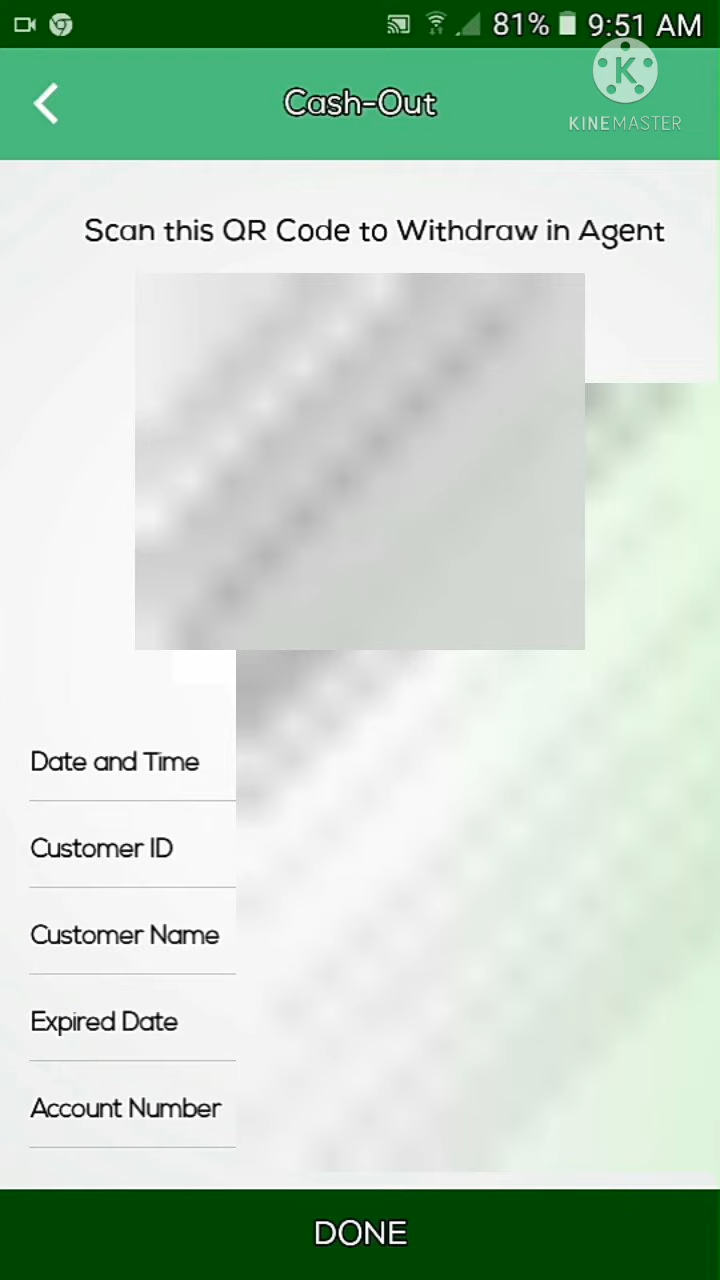 81% 9:51 AM
Cash-Out
K
KINEMASTER
Scan this QR Code to Withdraw in Agent
Date and Time
Customer ID
Customer Name
Expired Date
Account Number
DONE